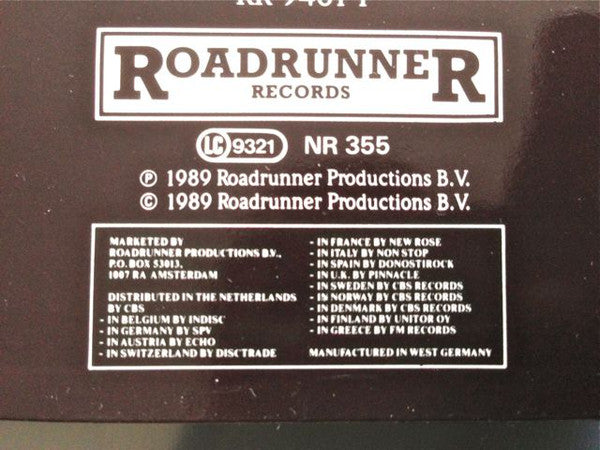 RR 9461 1
ROADRUNNER
RECORDS
LC 9321 NR 355
℗ 1989 Roadrunner Productions B.V.
© 1989 Roadrunner Productions B.V.
MARKETED BY
ROADRUNNER PRODUCTIONS B.V.,
P.O. BOX 53013,
1007 RA AMSTERDAM
DISTRIBUTED IN THE NETHERLANDS
BY CBS
- IN BELGIUM BY INDISC
- IN GERMANY BY SPV
- IN AUSTRIA BY ECHO
- IN SWITZERLAND BY DISCTRADE
- IN FRANCE BY NEW ROSE
- IN ITALY BY NON STOP
- IN SPAIN BY DONOSTIROCK
- IN U.K. BY PINNACLE
- IN SWEDEN BY CBS RECORDS
- IN NORWAY BY CBS RECORDS
- IN DENMARK BY CBS RECORDS
- IN FINLAND BY UNITOR OY
- IN GREECE BY FM RECORDS
MANUFACTURED IN WEST GERMANY